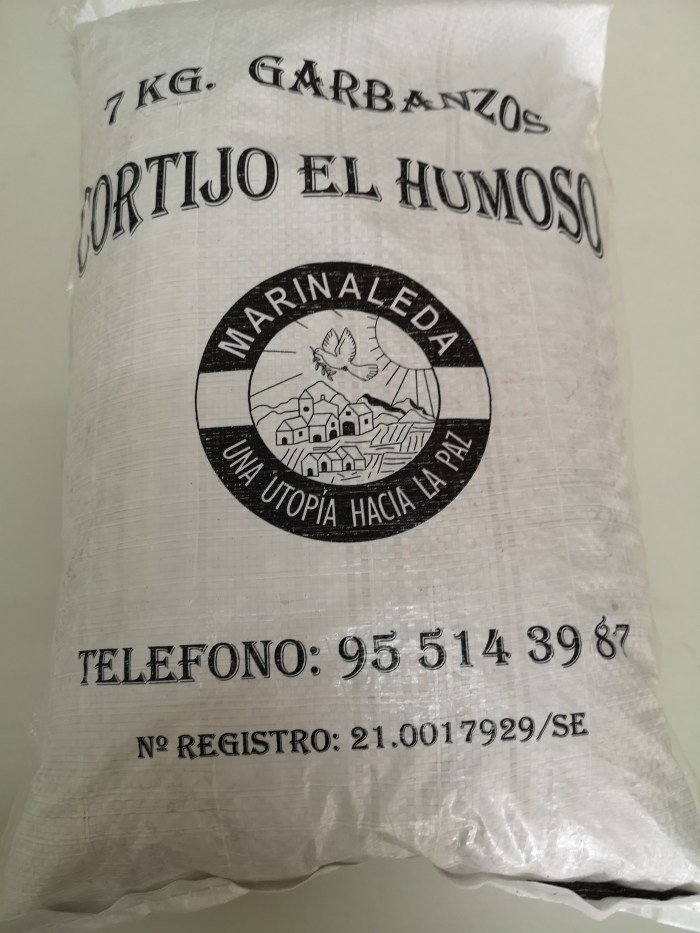 7 KG. GARBANZOS
CORTIJO EL HUMOSO
MARINALEDA
UNA UTOPÍA HACIA LA PAZ
TELEFONO: 95 514 39 87
Nº REGISTRO: 21.0017929/SE